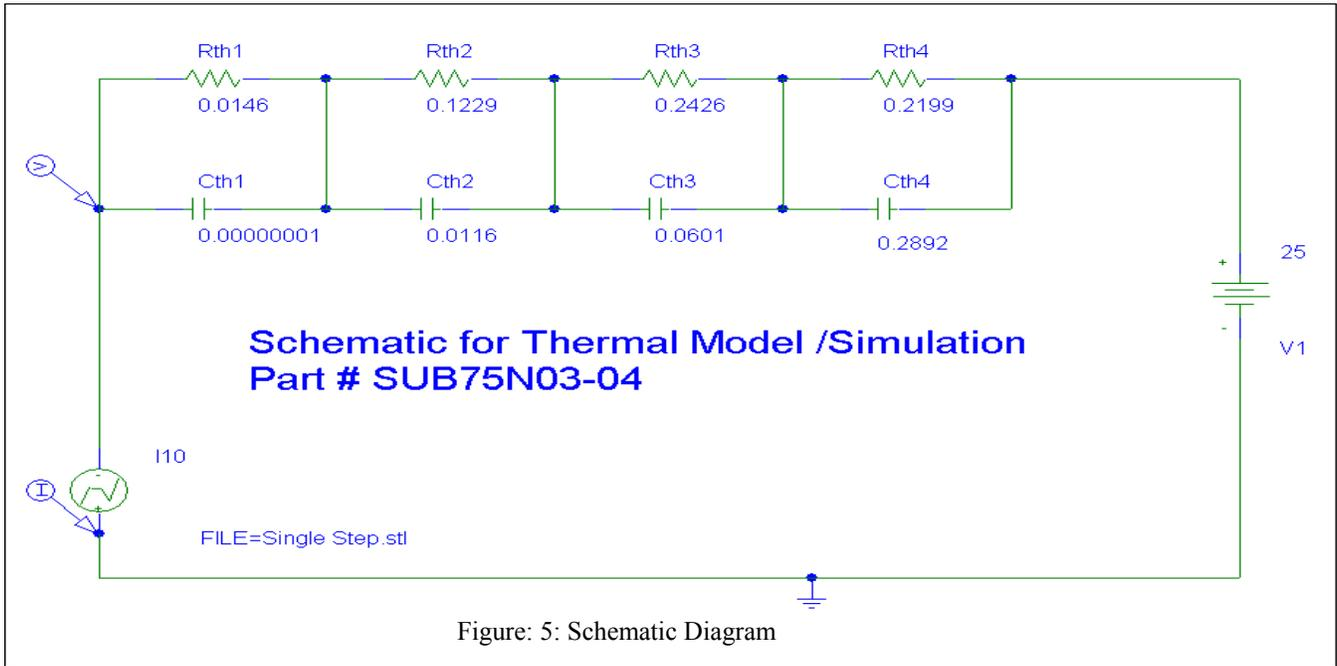 Rth1 Rth2 Rth3 Rth4
0.0146 0.1229 0.2426 0.2199
V
Cth1 Cth2 Cth3 Cth4
0.00000001 0.0116 0.0601 0.2892
25
+
-
V1
Schematic for Thermal Model /Simulation
Part # SUB75N03-04
I10
-
I
+
FILE=Single Step.stl
Figure: 5: Schematic Diagram